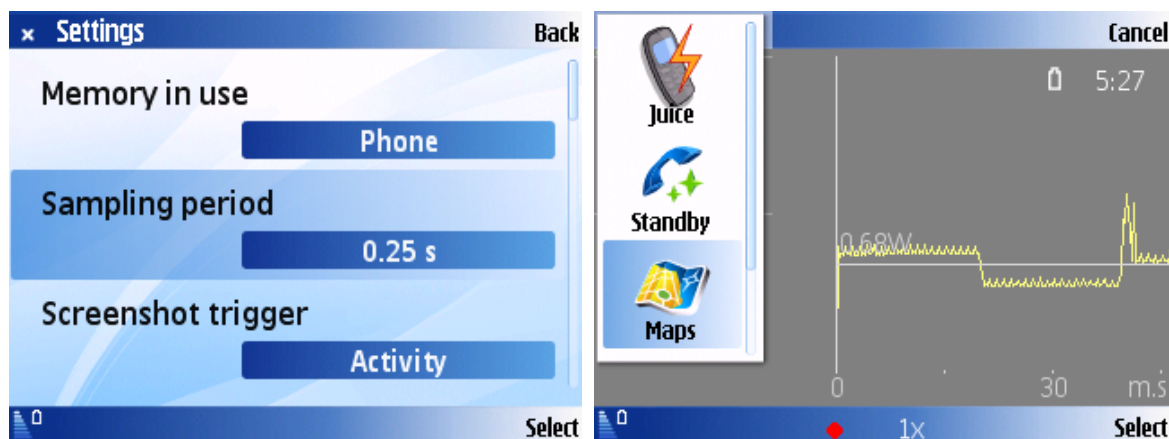 × Settings Back
Memory in use
Phone
Sampling period
0.25 s
Screenshot trigger
Activity
Select
Cancel
Juice
Standby
Maps
5:27
0.68W
0 30 m.s
1x Select